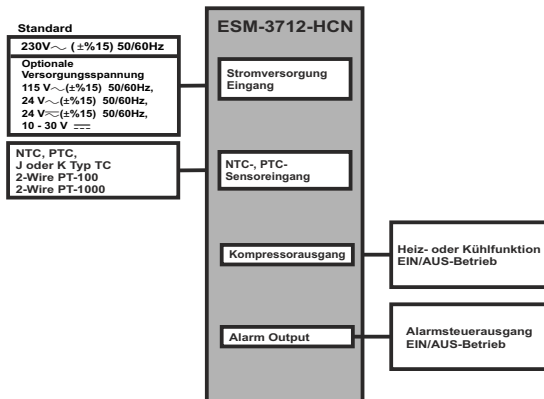 Standard
230V~ (±%15) 50/60Hz
Optionale
Versorgungsspannung
115 V~(±%15) 50/60Hz,
24 V~(±%15) 50/60Hz,
24 V⏦(±%15) 50/60Hz,
10 - 30 V ⎓
NTC, PTC,
J oder K Typ TC
2-Wire PT-100
2-Wire PT-1000
ESM-3712-HCN
Stromversorgung
Eingang
NTC-, PTC-
Sensoreingang
Kompressorausgang
Heiz- oder Kühlfunktion
EIN/AUS-Betrieb
Alarm Output
Alarmsteuerausgang
EIN/AUS-Betrieb